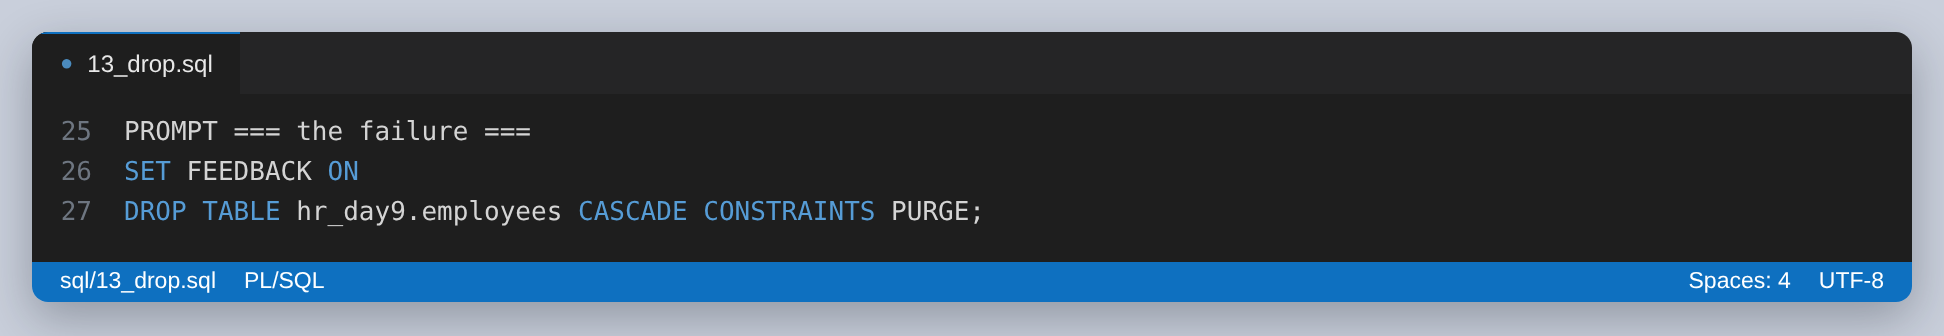 13_drop.sql
25 PROMPT === the failure ===
26 SET FEEDBACK ON
27 DROP TABLE hr_day9.employees CASCADE CONSTRAINTS PURGE;
sql/13_drop.sql PL/SQL Spaces: 4 UTF-8